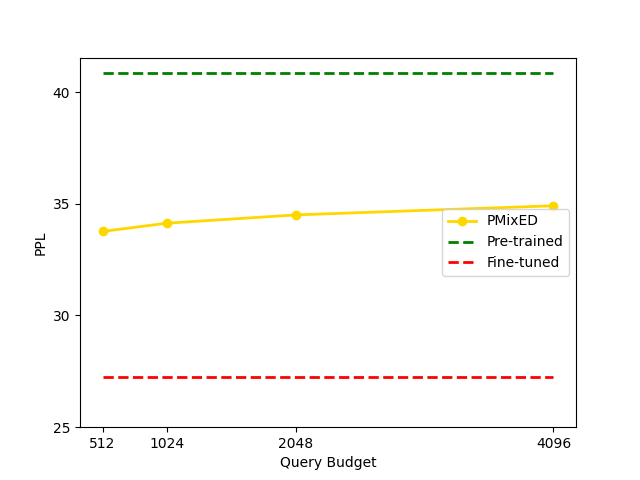 40
35
30
25
PPL
PMixED
Pre-trained
Fine-tuned
512 1024 2048 4096
Query Budget